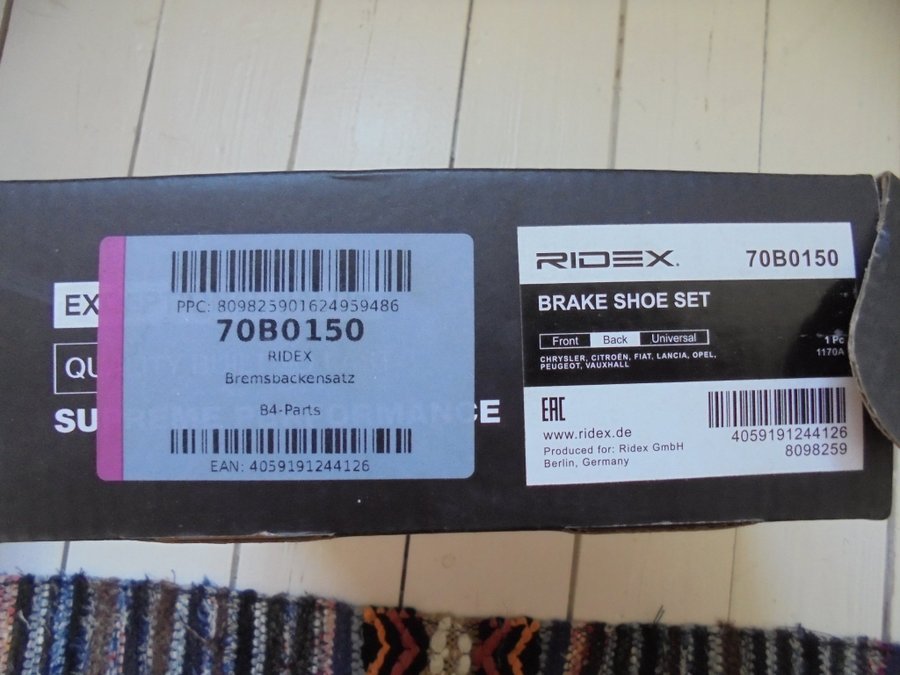 EX
QU
SUPREME PERFORMANCE
PPC: 809825901624959486
70B0150
RIDEX
Bremsbackensatz
B4-Parts
EAN: 4059191244126
RIDEX. 70B0150
BRAKE SHOE SET
Front Back Universal
1 Pc
1170A
CHRYSLER, CITROËN, FIAT, LANCIA, OPEL,
PEUGEOT, VAUXHALL
EAC
www.ridex.de
Produced for: Ridex GmbH
Berlin, Germany
4059191244126
8098259